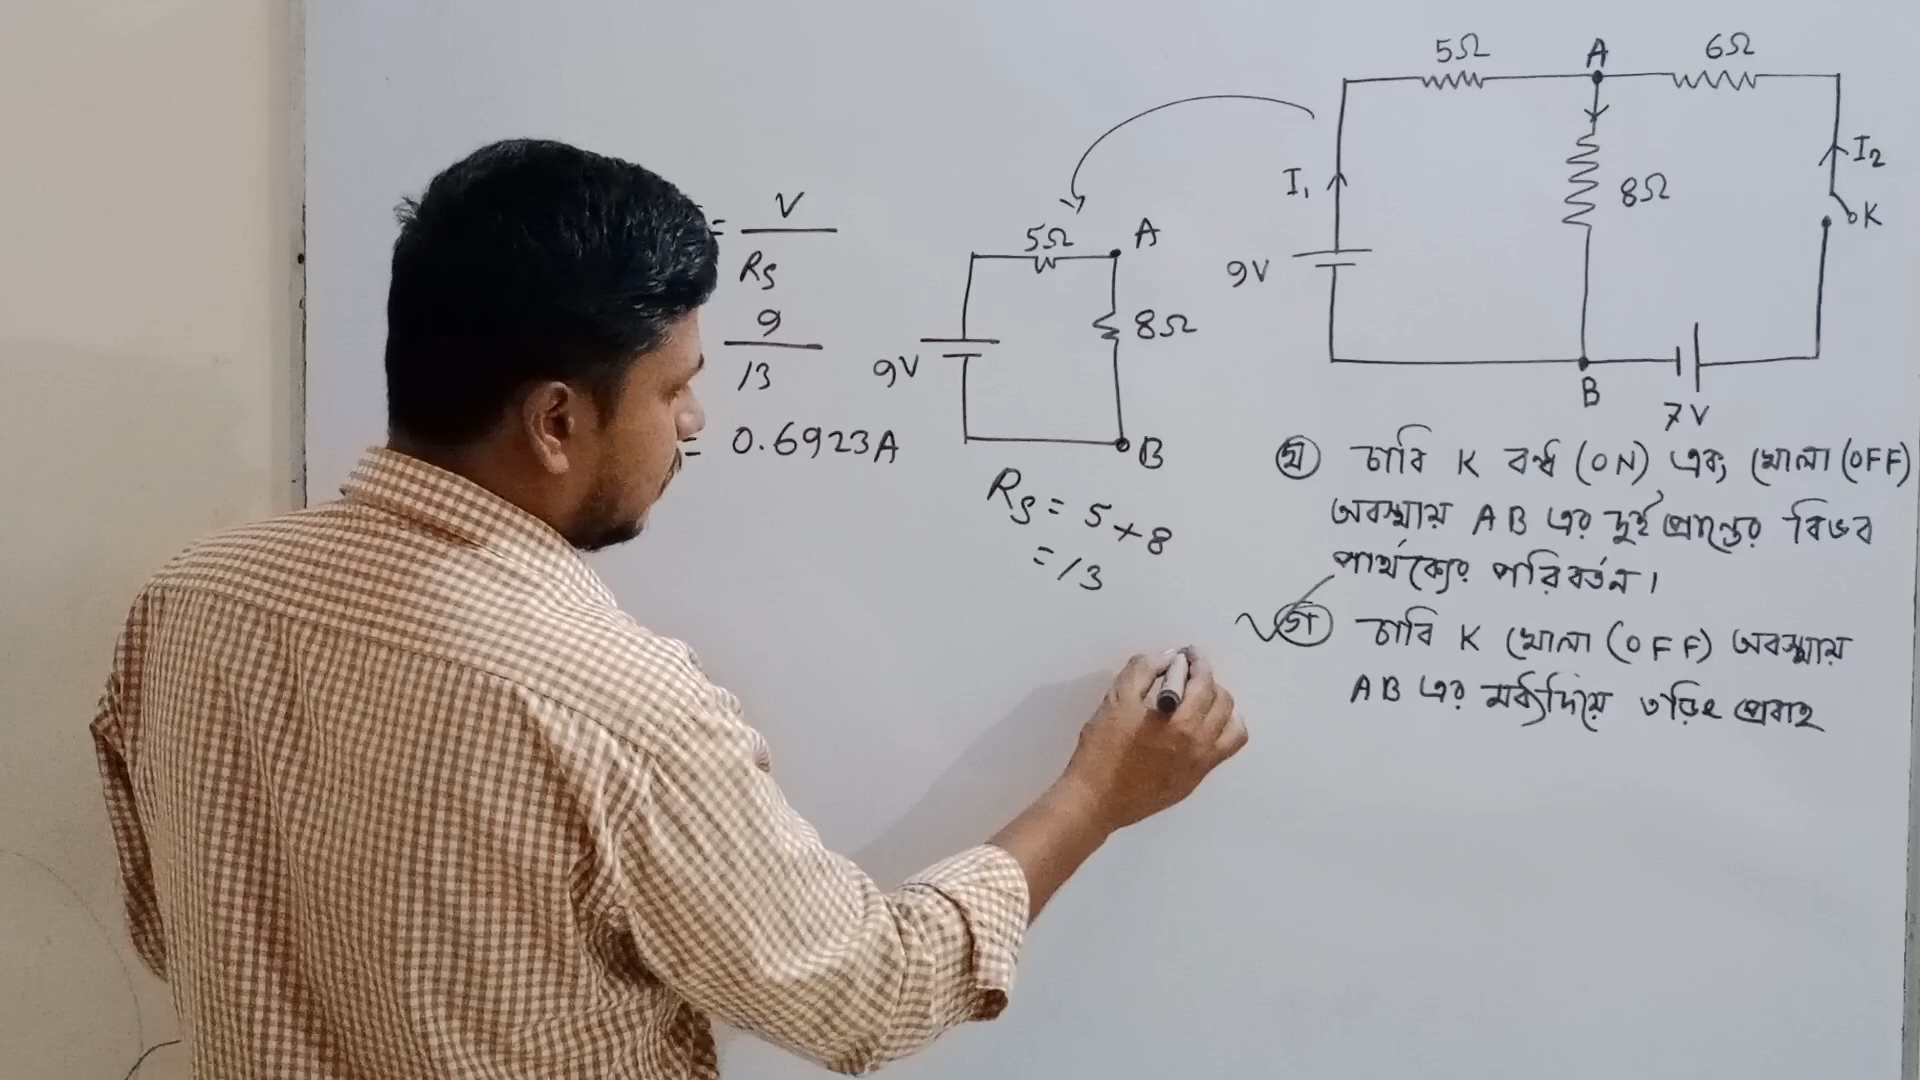 = V
Rs
9
13
= 0.6923A
5Ω
A
8Ω
9V
B
Rs = 5+8
= 13
5Ω
A
6Ω
I₁
8Ω
I₂
K
9V
B
7V
ঘ চাবি K বন্ধ (ON) এবং খোলা (OFF)
অবস্থায় AB এর দুই প্রান্তের বিভব
পার্থক্যের পরিবর্তন।
গ চাবি K খোলা (OFF) অবস্থায়
AB এর মধ্যদিয়ে তড়িৎ প্রবাহ